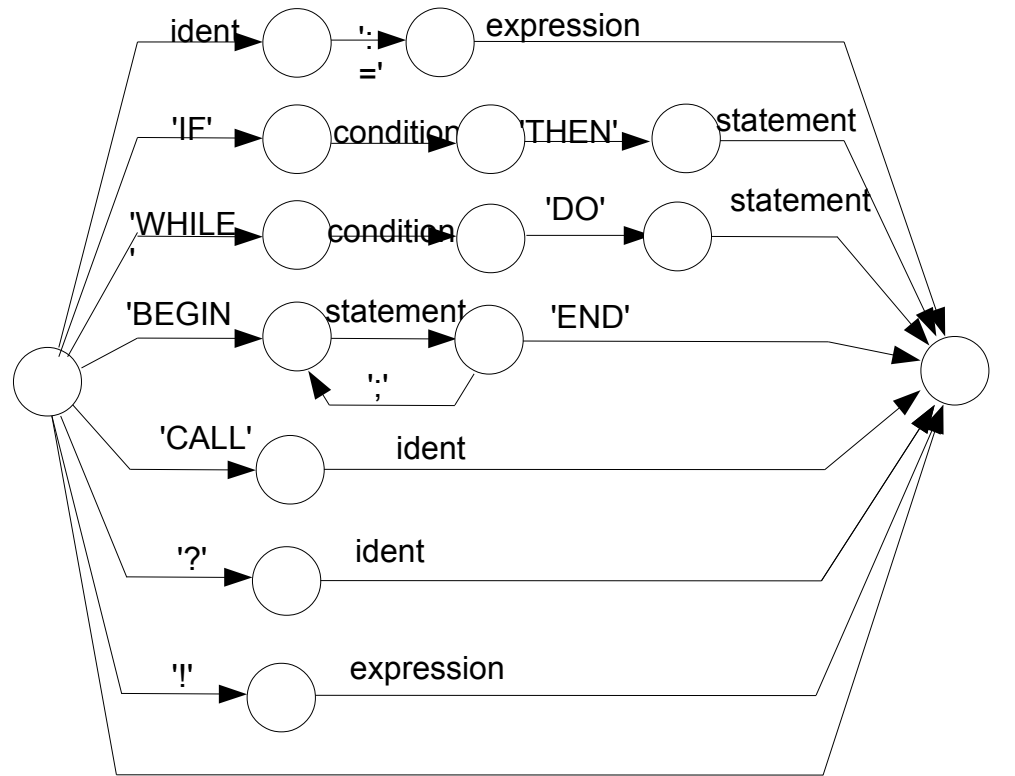 ident ': expression
='
'IF' condition 'THEN' statement
'WHILE condition 'DO' statement
'
'BEGIN statement 'END'
';'
'CALL' ident
'?' ident
'!' expression